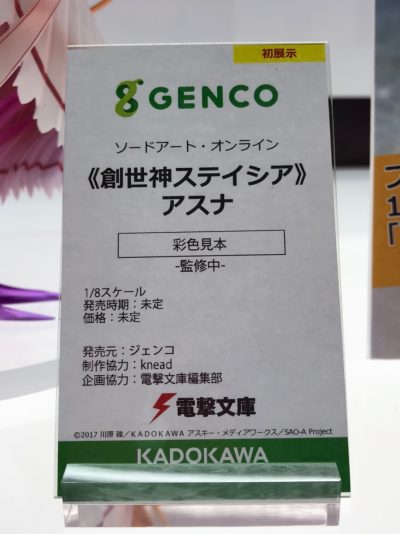 初展示
GENCO
ソードアート・オンライン
《創世神ステイシア》
アスナ
彩色見本
-監修中-
1/8スケール
発売時期：未定
価格：未定
発売元：ジェンコ
制作協力：knead
企画協力：電撃文庫編集部
電撃文庫
©2017 川原 礫／KADOKAWA アスキー・メディアワークス／SAO-A Project
KADOKAWA